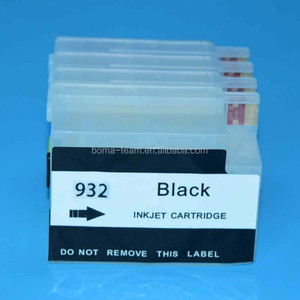 boma-team.en.alibaba.com
932 Black
INKJET CARTRIDGE
DO NOT REMOVE THIS LABEL